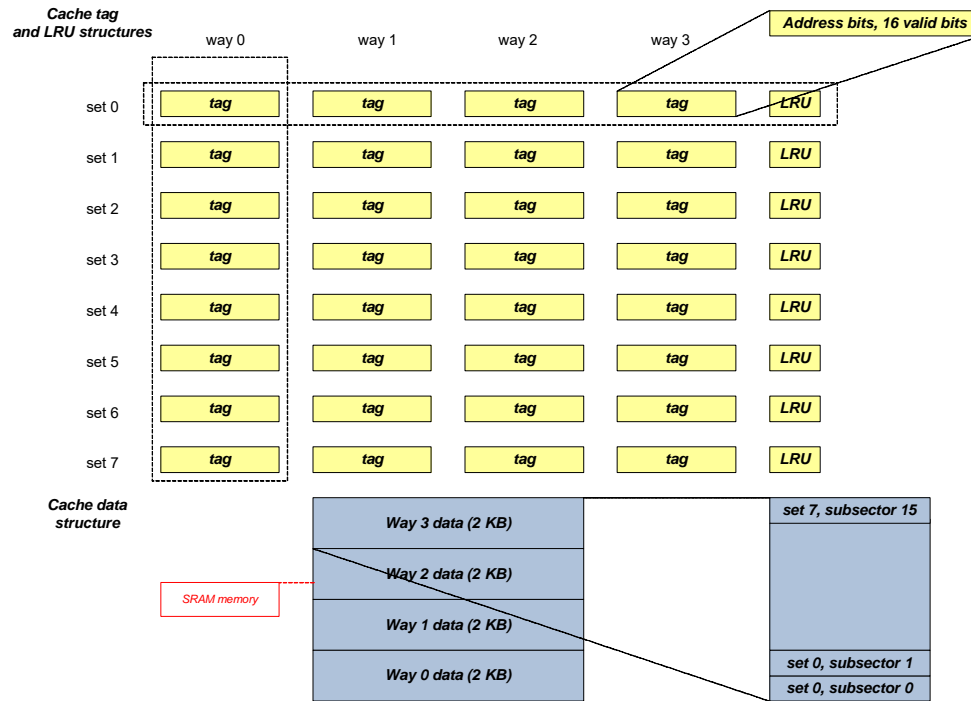 Cache tag
and LRU structures
way 0
way 1
way 2
way 3
Address bits, 16 valid bits
set 0
tag
tag
tag
tag
LRU
set 1
tag
tag
tag
tag
LRU
set 2
tag
tag
tag
tag
LRU
set 3
tag
tag
tag
tag
LRU
set 4
tag
tag
tag
tag
LRU
set 5
tag
tag
tag
tag
LRU
set 6
tag
tag
tag
tag
LRU
set 7
tag
tag
tag
tag
LRU
Cache data
structure
Way 3 data (2 KB)
Way 2 data (2 KB)
Way 1 data (2 KB)
Way 0 data (2 KB)
SRAM memory
set 7, subsector 15
set 0, subsector 1
set 0, subsector 0